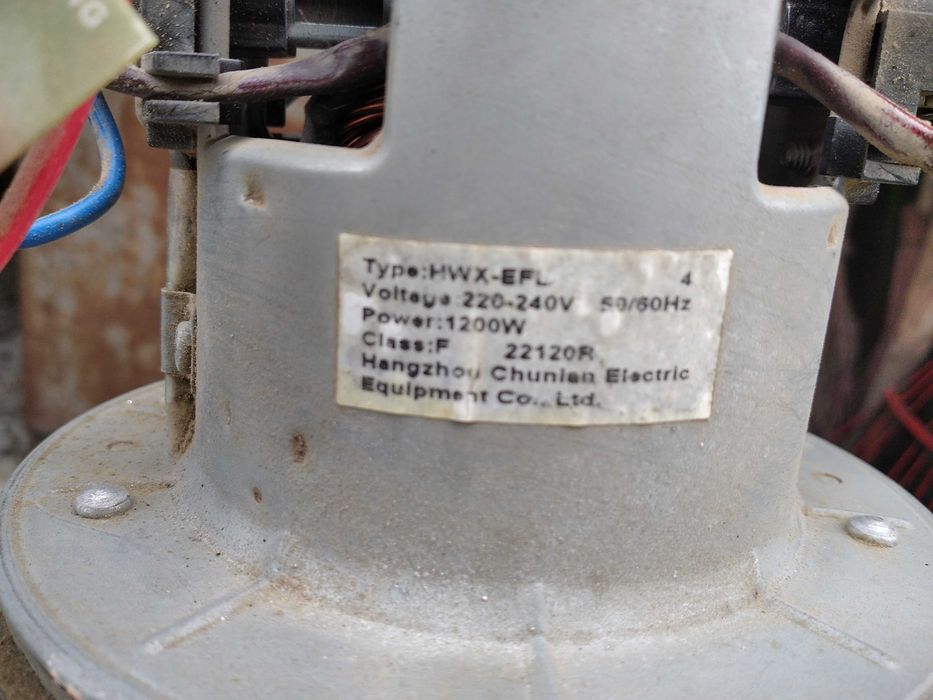 NG
Type:HWX-EFL 4
Voltage:220-240V 50/60Hz
Power:1200W
Class:F 22120R
Hangzhou Chunlan Electric
Equipment Co., Ltd.